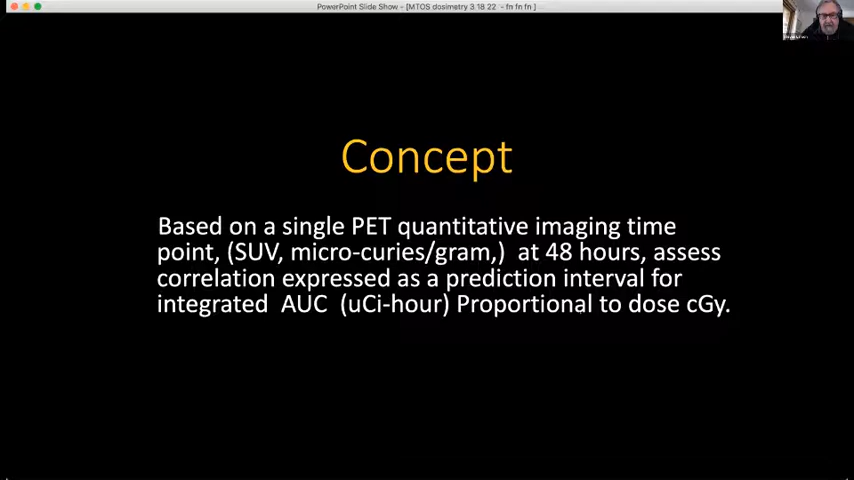 PowerPoint Slide Show - [MTOS dosimetry 3 18 22 - fn fn fn ]
Concept
Based on a single PET quantitative imaging time
point, (SUV, micro-curies/gram,) at 48 hours, assess
correlation expressed as a prediction interval for
integrated AUC (uCi-hour) Proportional to dose cGy.